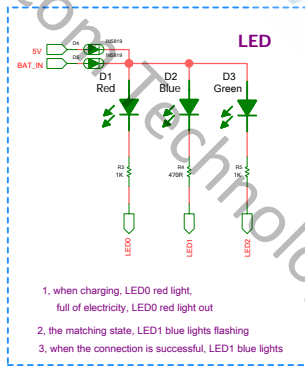 LED
D4
IN5819
5V
BAT_IN
D5
IN5819
D1
Red
D2
Blue
D3
Green
R3
1K
R4
470R
R5
1K
LED0
LED1
LED2
1, when charging, LED0 red light,
full of electricity, LED0 red light out
2, the matching state, LED1 blue lights flashing
3, when the connection is successful, LED1 blue lights
com Technolo